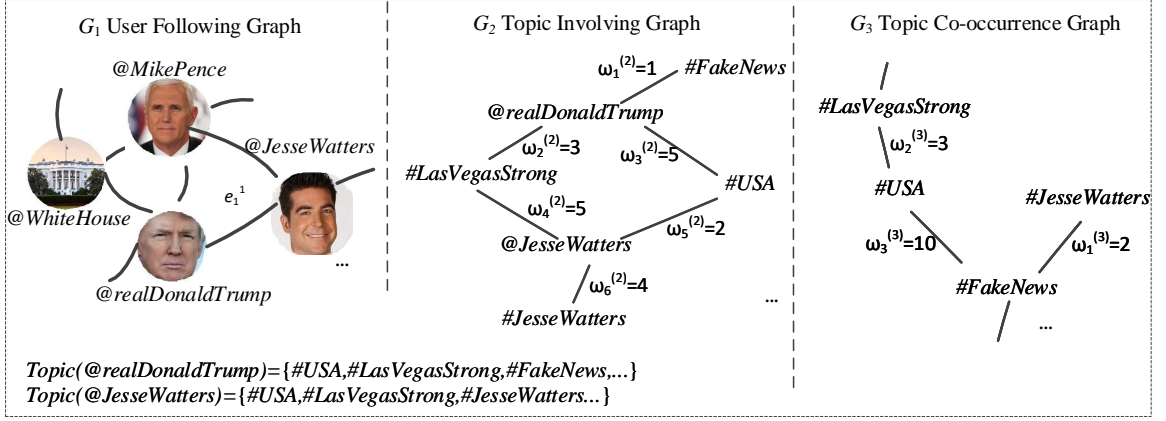 G1 User Following Graph
@MikePence
@JesseWatters
e₁¹
@WhiteHouse
@realDonaldTrump
...
G2 Topic Involving Graph
ω₁⁽²⁾=1
#FakeNews
@realDonaldTrump
ω₂⁽²⁾=3
ω₃⁽²⁾=5
#LasVegasStrong
#USA
ω₄⁽²⁾=5
ω₅⁽²⁾=2
@JesseWatters
ω₆⁽²⁾=4
#JesseWatters
...
G3 Topic Co-occurrence Graph
#LasVegasStrong
ω₂⁽³⁾=3
#USA
#JesseWatters
ω₃⁽³⁾=10
ω₁⁽³⁾=2
#FakeNews
...
Topic(@realDonaldTrump)={#USA,#LasVegasStrong,#FakeNews,...}
Topic(@JesseWatters)={#USA,#LasVegasStrong,#JesseWatters...}